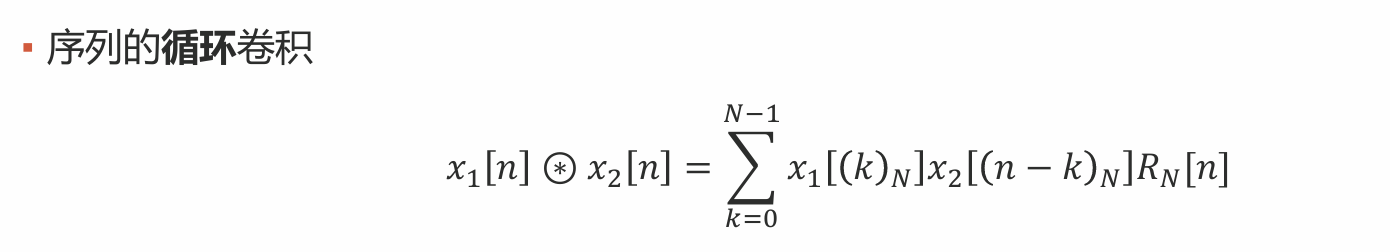 ▪ 序列的循环卷积
x₁[n] ⊛ x₂[n] = ∑_{k=0}^{N−1} x₁[(k)_N]x₂[(n − k)_N]R_N[n]